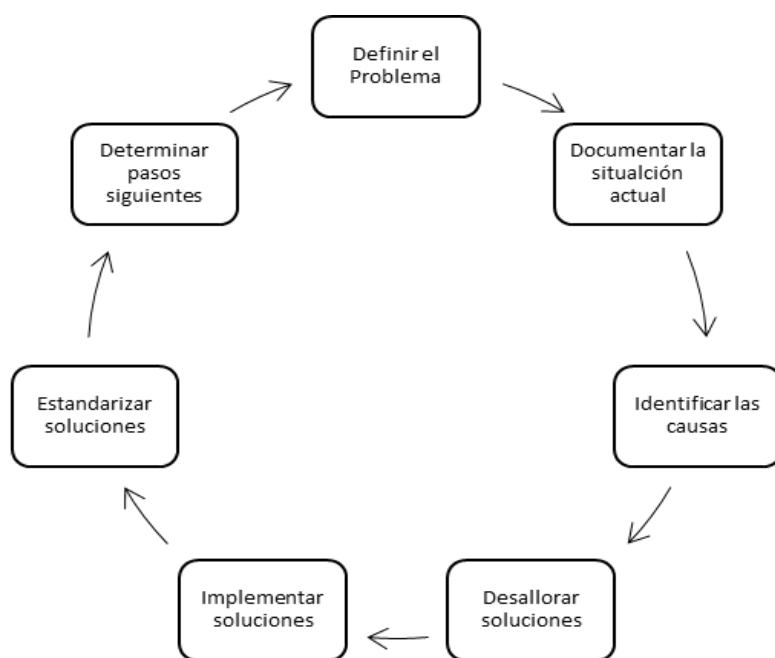 Definir el
Problema
Documentar la
situalción
actual
Identificar las
causas
Desallorar
soluciones
Implementar
soluciones
Estandarizar
soluciones
Determinar
pasos
siguientes